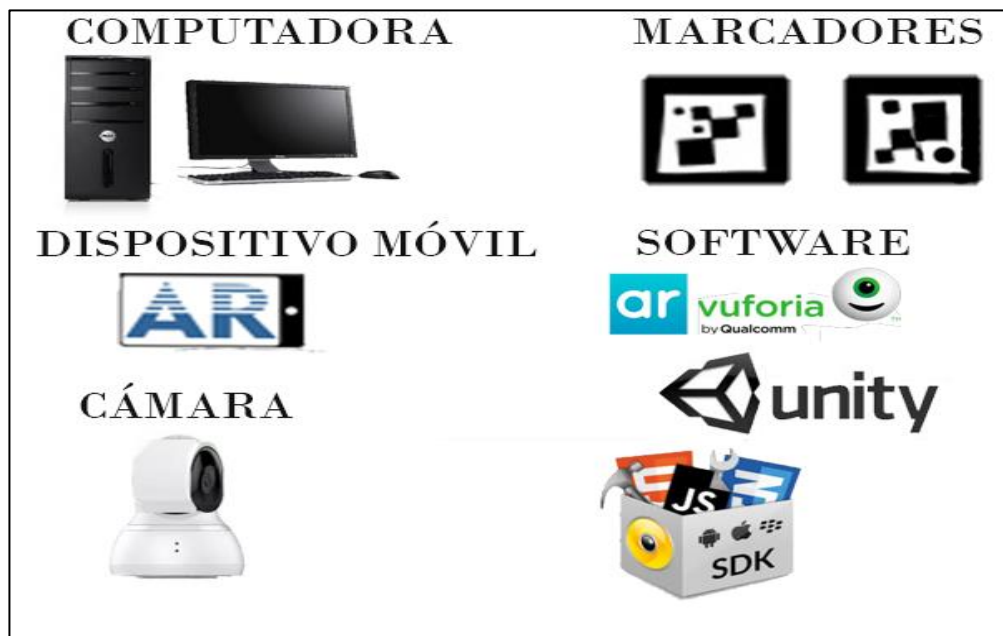 COMPUTADORA
MARCADORES
DISPOSITIVO MÓVIL
AR
SOFTWARE
ar vuforia
by Qualcomm
unity
CÁMARA
JS
SDK